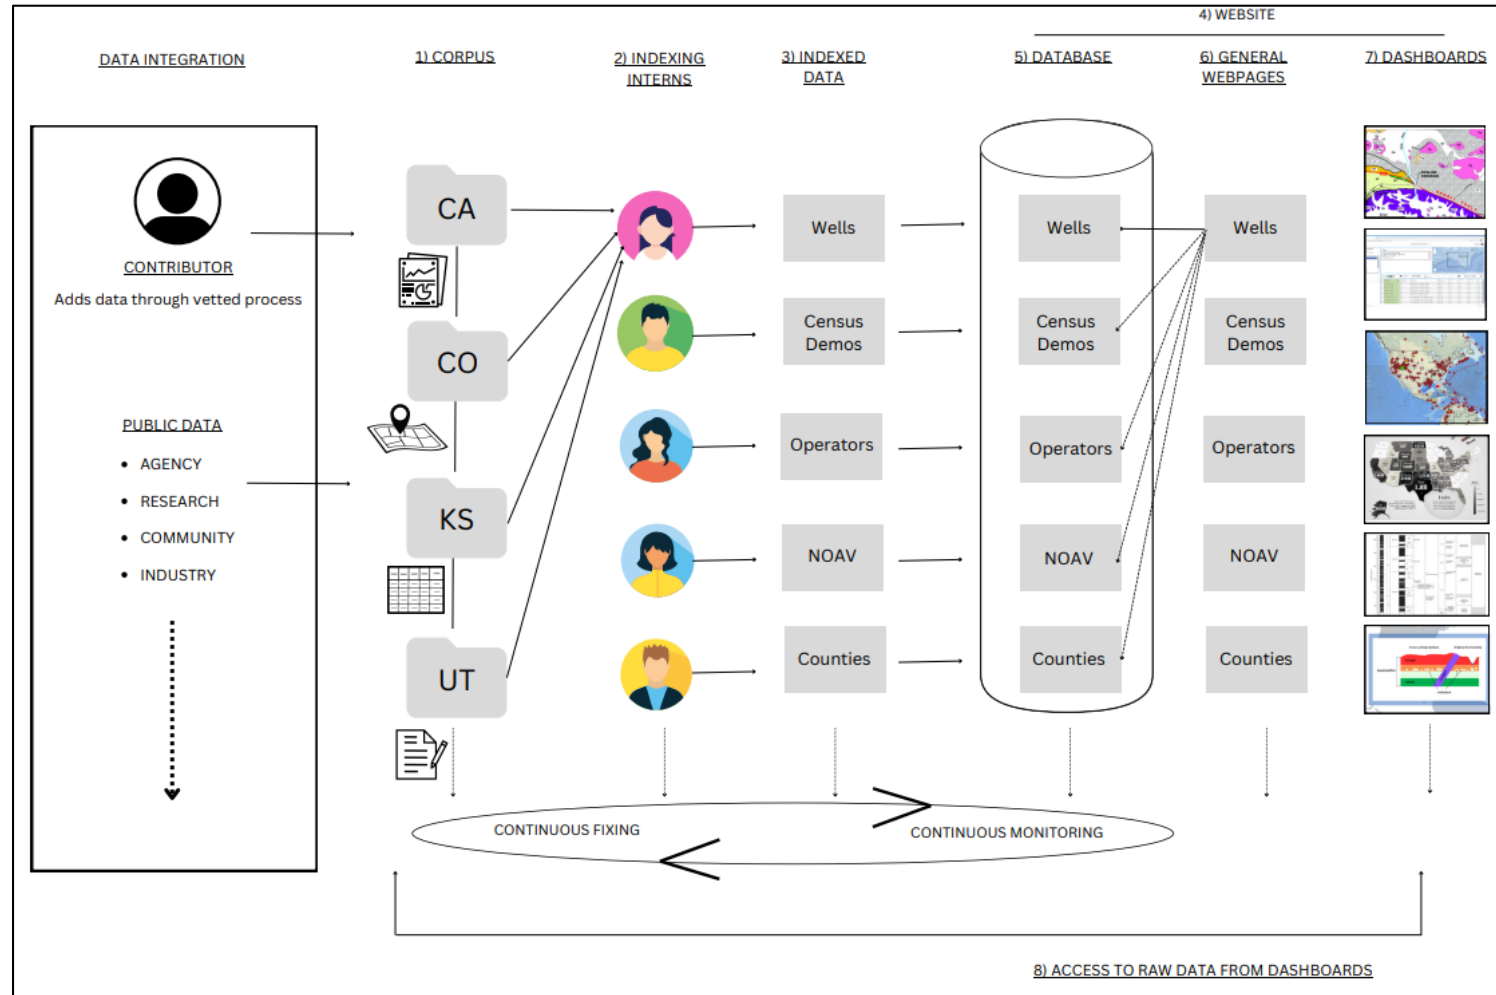 4) WEBSITE
DATA INTEGRATION
1) CORPUS
2) INDEXING
INTERNS
3) INDEXED
DATA
5) DATABASE
6) GENERAL
WEBPAGES
7) DASHBOARDS
CONTRIBUTOR
Adds data through vetted process
PUBLIC DATA
• AGENCY
• RESEARCH
• COMMUNITY
• INDUSTRY
CA
CO
KS
UT
Wells
Census
Demos
Operators
NOAV
Counties
Wells
Census
Demos
Operators
NOAV
Counties
Wells
Census
Demos
Operators
NOAV
Counties
CONTINUOUS FIXING
CONTINUOUS MONITORING
8) ACCESS TO RAW DATA FROM DASHBOARDS